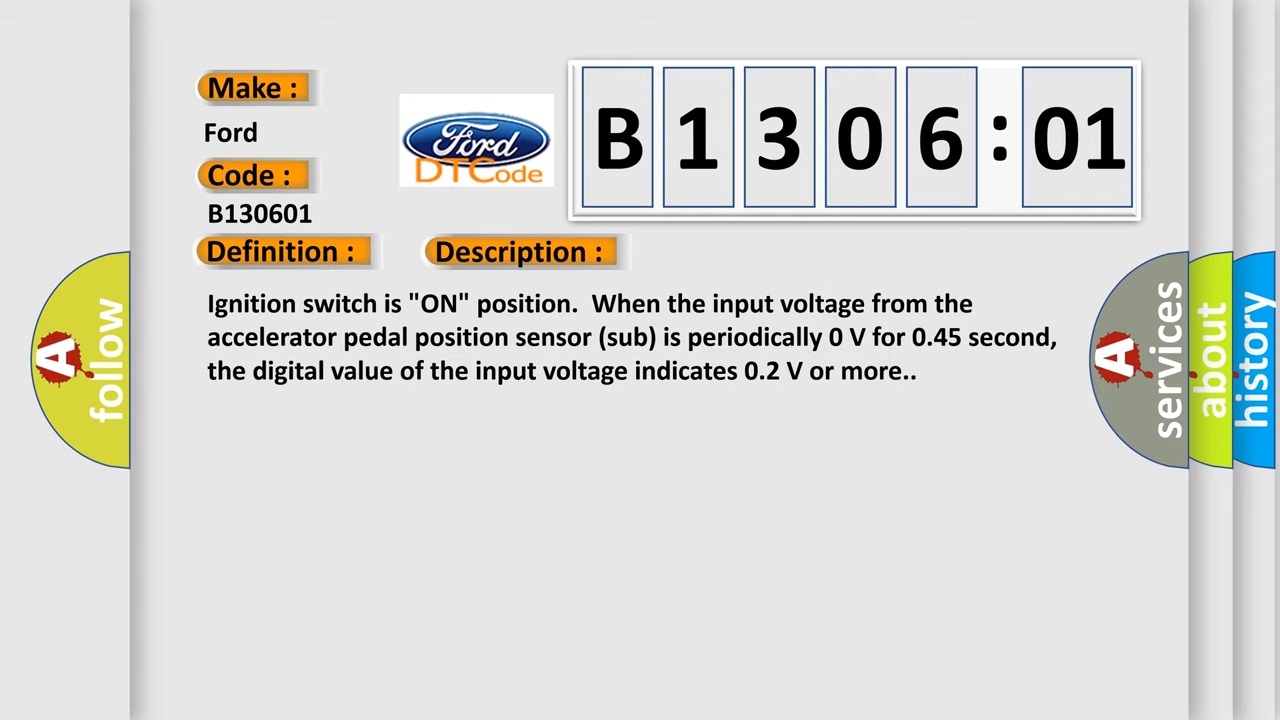 Make :
Ford
Code :
B130601
Ford
DTCode
B 1 3 0 6 : 01
Definition :
Description :
Ignition switch is "ON" position. When the input voltage from the
accelerator pedal position sensor (sub) is periodically 0 V for 0.45 second,
the digital value of the input voltage indicates 0.2 V or more..
A follow
A services
about
history